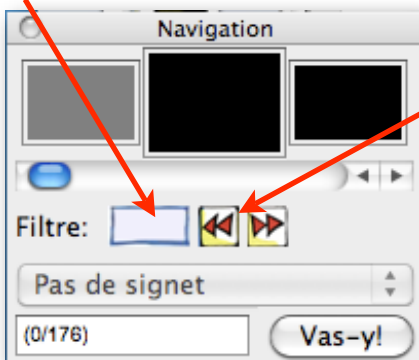 Navigation
Filtre:
Pas de signet
(0/176)
Vas-y!